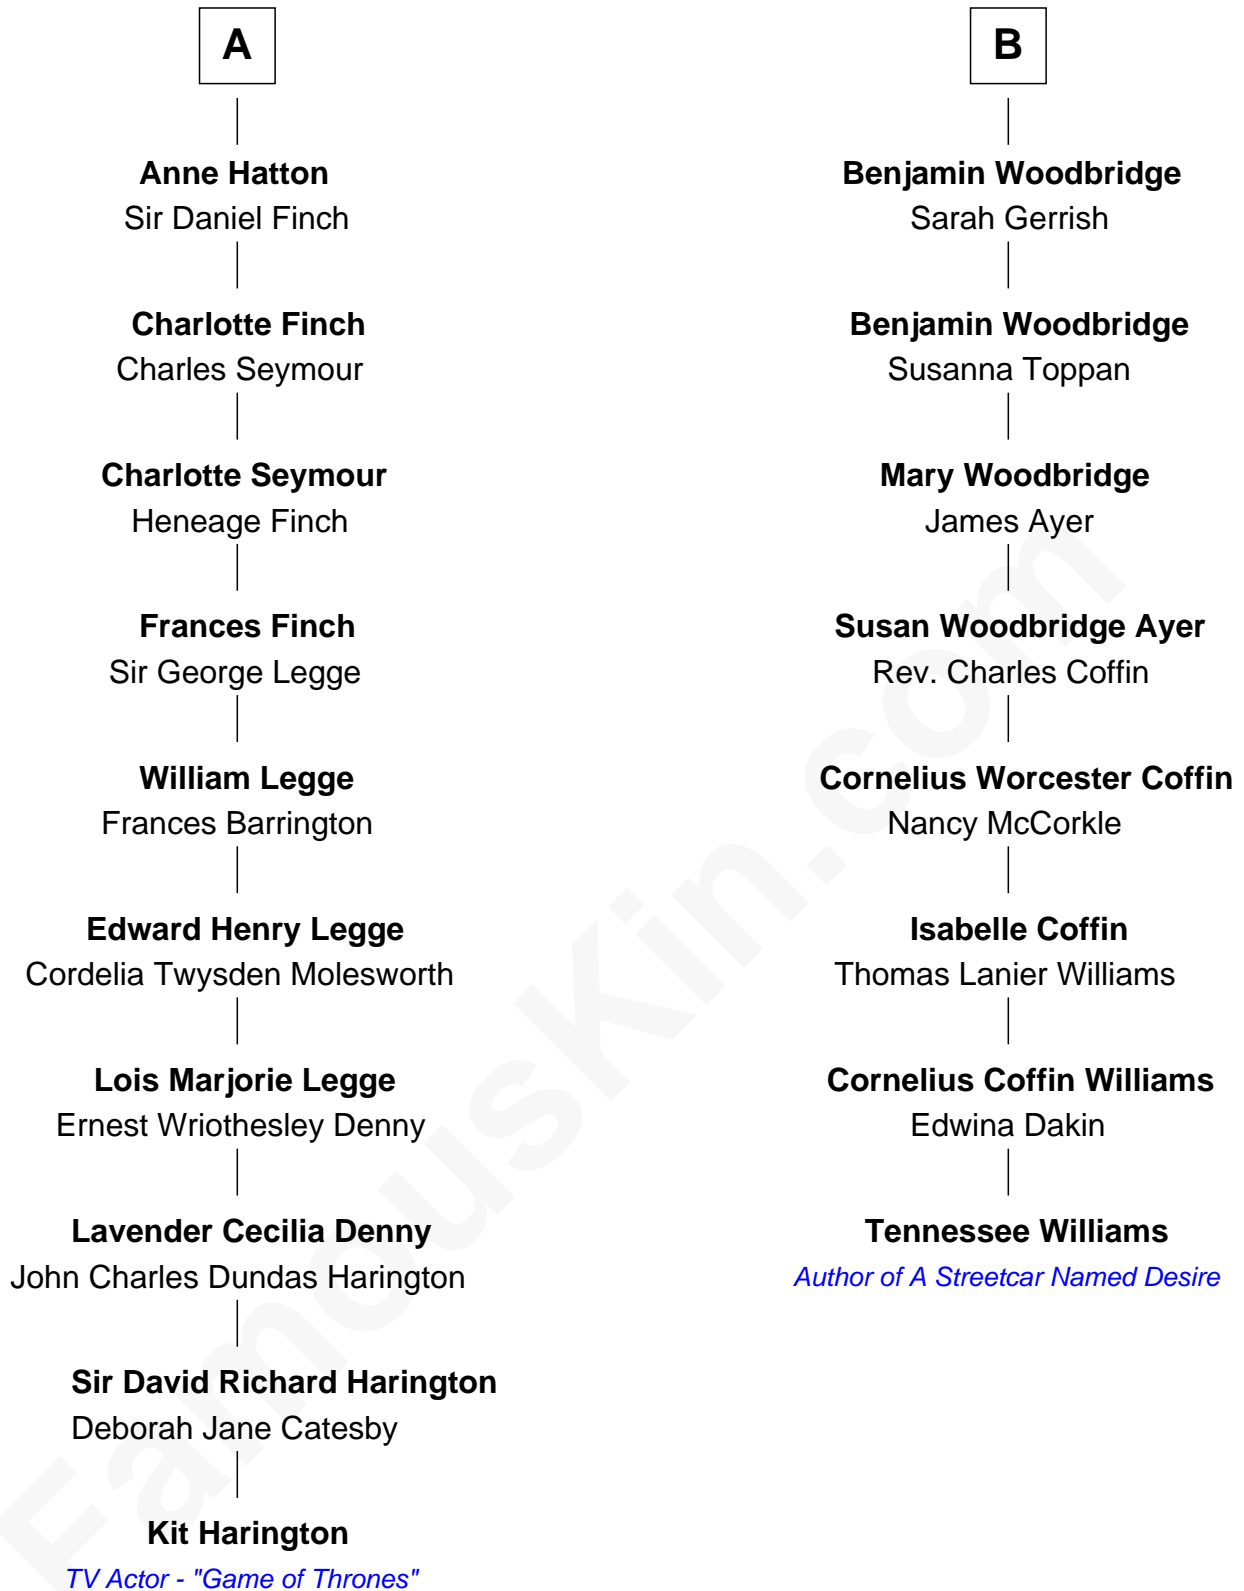 A
Anne Hatton
Sir Daniel Finch
Charlotte Finch
Charles Seymour
Charlotte Seymour
Heneage Finch
Frances Finch
Sir George Legge
William Legge
Frances Barrington
Edward Henry Legge
Cordelia Twysden Molesworth
Lois Marjorie Legge
Ernest Wriothesley Denny
Lavender Cecilia Denny
John Charles Dundas Harington
Sir David Richard Harington
Deborah Jane Catesby
Kit Harington
TV Actor - "Game of Thrones"
B
Benjamin Woodbridge
Sarah Gerrish
Benjamin Woodbridge
Susanna Toppan
Mary Woodbridge
James Ayer
Susan Woodbridge Ayer
Rev. Charles Coffin
Cornelius Worcester Coffin
Nancy McCorkle
Isabelle Coffin
Thomas Lanier Williams
Cornelius Coffin Williams
Edwina Dakin
Tennessee Williams
Author of A Streetcar Named Desire
FamousKin.com